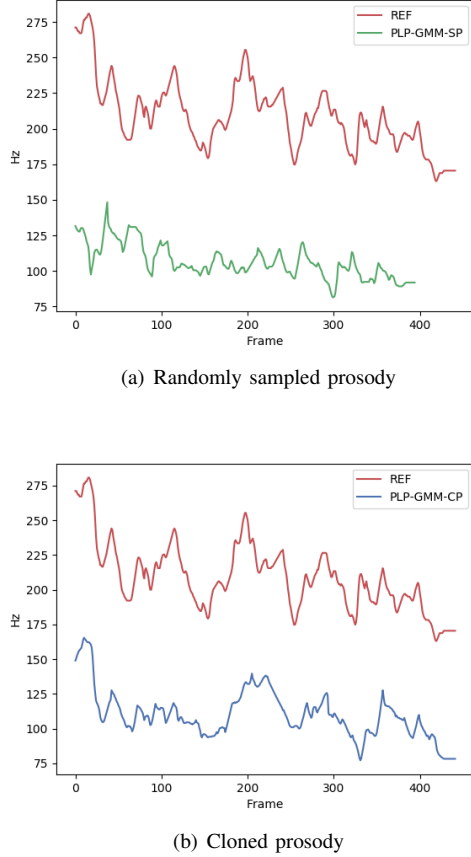 REF
PLP-GMM-SP
275
250
225
200
175
150
125
100
75
Hz
0 100 200 300 400
Frame
(a) Randomly sampled prosody
REF
PLP-GMM-CP
275
250
225
200
175
150
125
100
75
Hz
0 100 200 300 400
Frame
(b) Cloned prosody